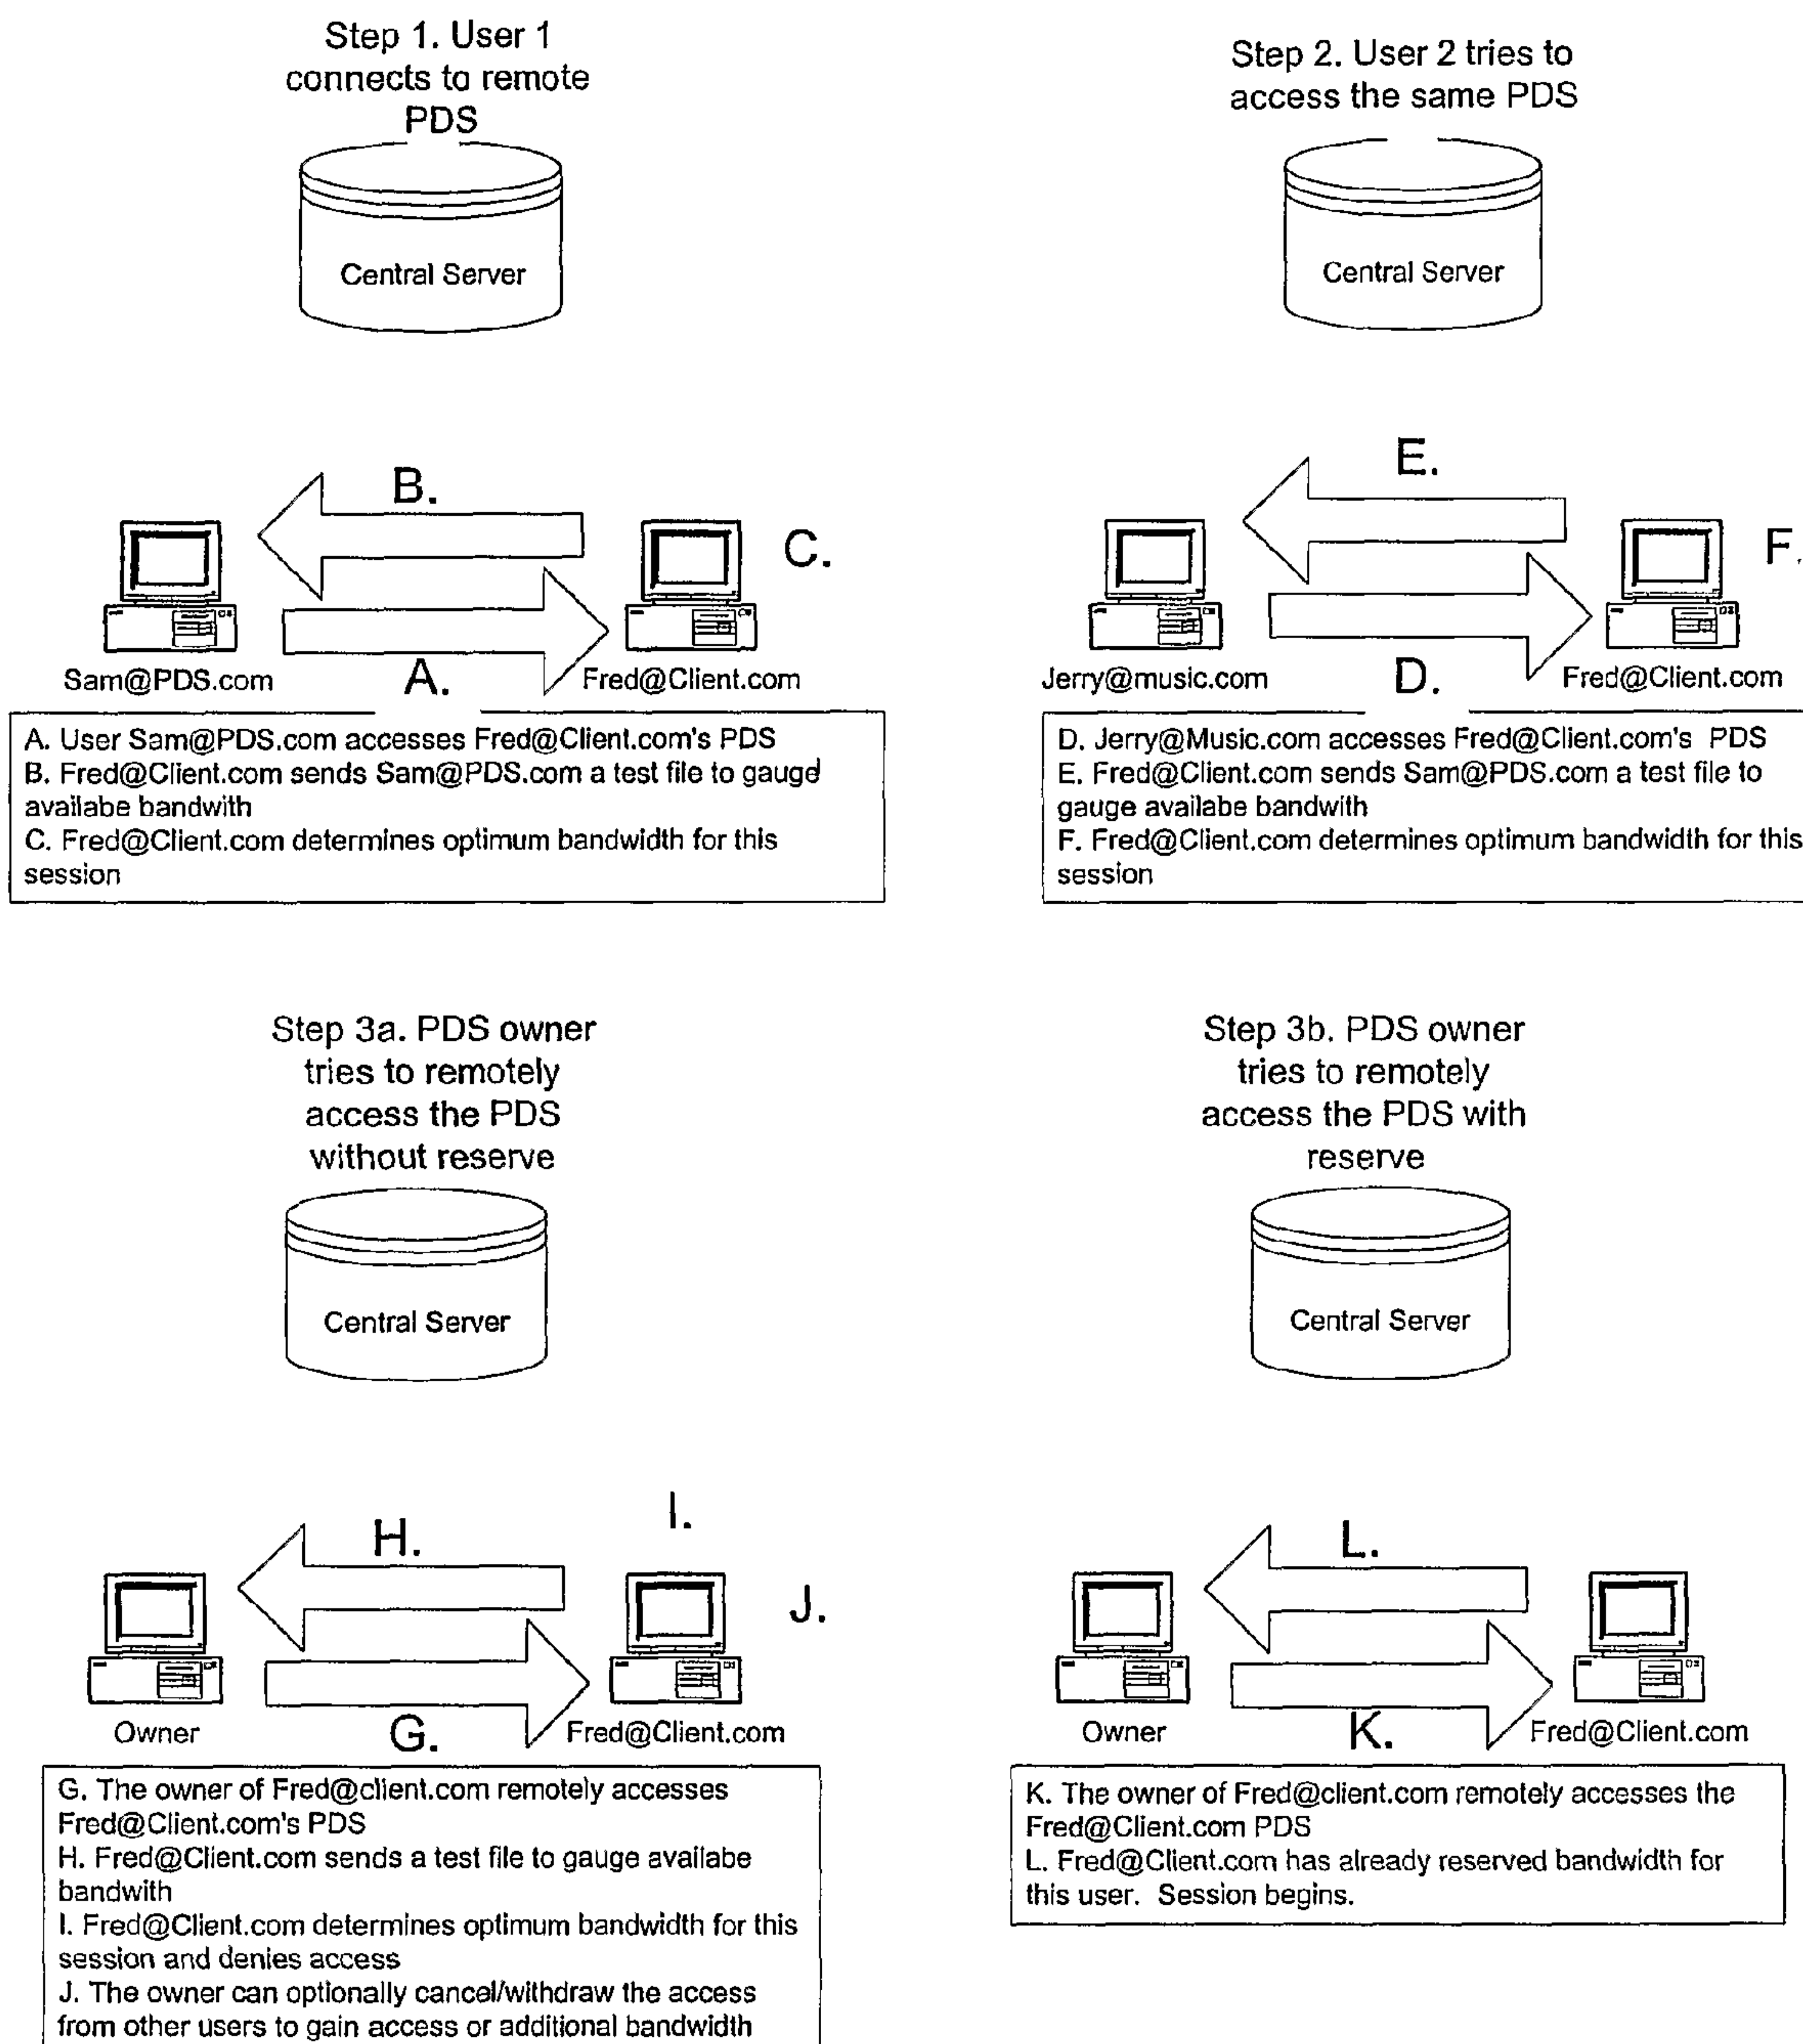 Step 1. User 1
connects to remote
PDS
Central Server
B.
C.
Sam@PDS.com
A.
Fred@Client.com
A. User Sam@PDS.com accesses Fred@Client.com's PDS
B. Fred@Client.com sends Sam@PDS.com a test file to gauge
availabe bandwith
C. Fred@Client.com determines optimum bandwidth for this
session
Step 2. User 2 tries to
access the same PDS
Central Server
E.
F.
Jerry@music.com
D.
Fred@Client.com
D. Jerry@Music.com accesses Fred@Client.com's PDS
E. Fred@Client.com sends Sam@PDS.com a test file to
gauge availabe bandwith
F. Fred@Client.com determines optimum bandwidth for this
session
Step 3a. PDS owner
tries to remotely
access the PDS
without reserve
Central Server
H.
I.
J.
Owner
G.
Fred@Client.com
G. The owner of Fred@client.com remotely accesses
Fred@Client.com's PDS
H. Fred@Client.com sends a test file to gauge availabe
bandwith
I. Fred@Client.com determines optimum bandwidth for this
session and denies access
J. The owner can optionally cancel/withdraw the access
from other users to gain access or additional bandwidth
Step 3b. PDS owner
tries to remotely
access the PDS with
reserve
Central Server
L.
Owner
K.
Fred@Client.com
K. The owner of Fred@client.com remotely accesses the
Fred@Client.com PDS
L. Fred@Client.com has already reserved bandwidth for
this user. Session begins.